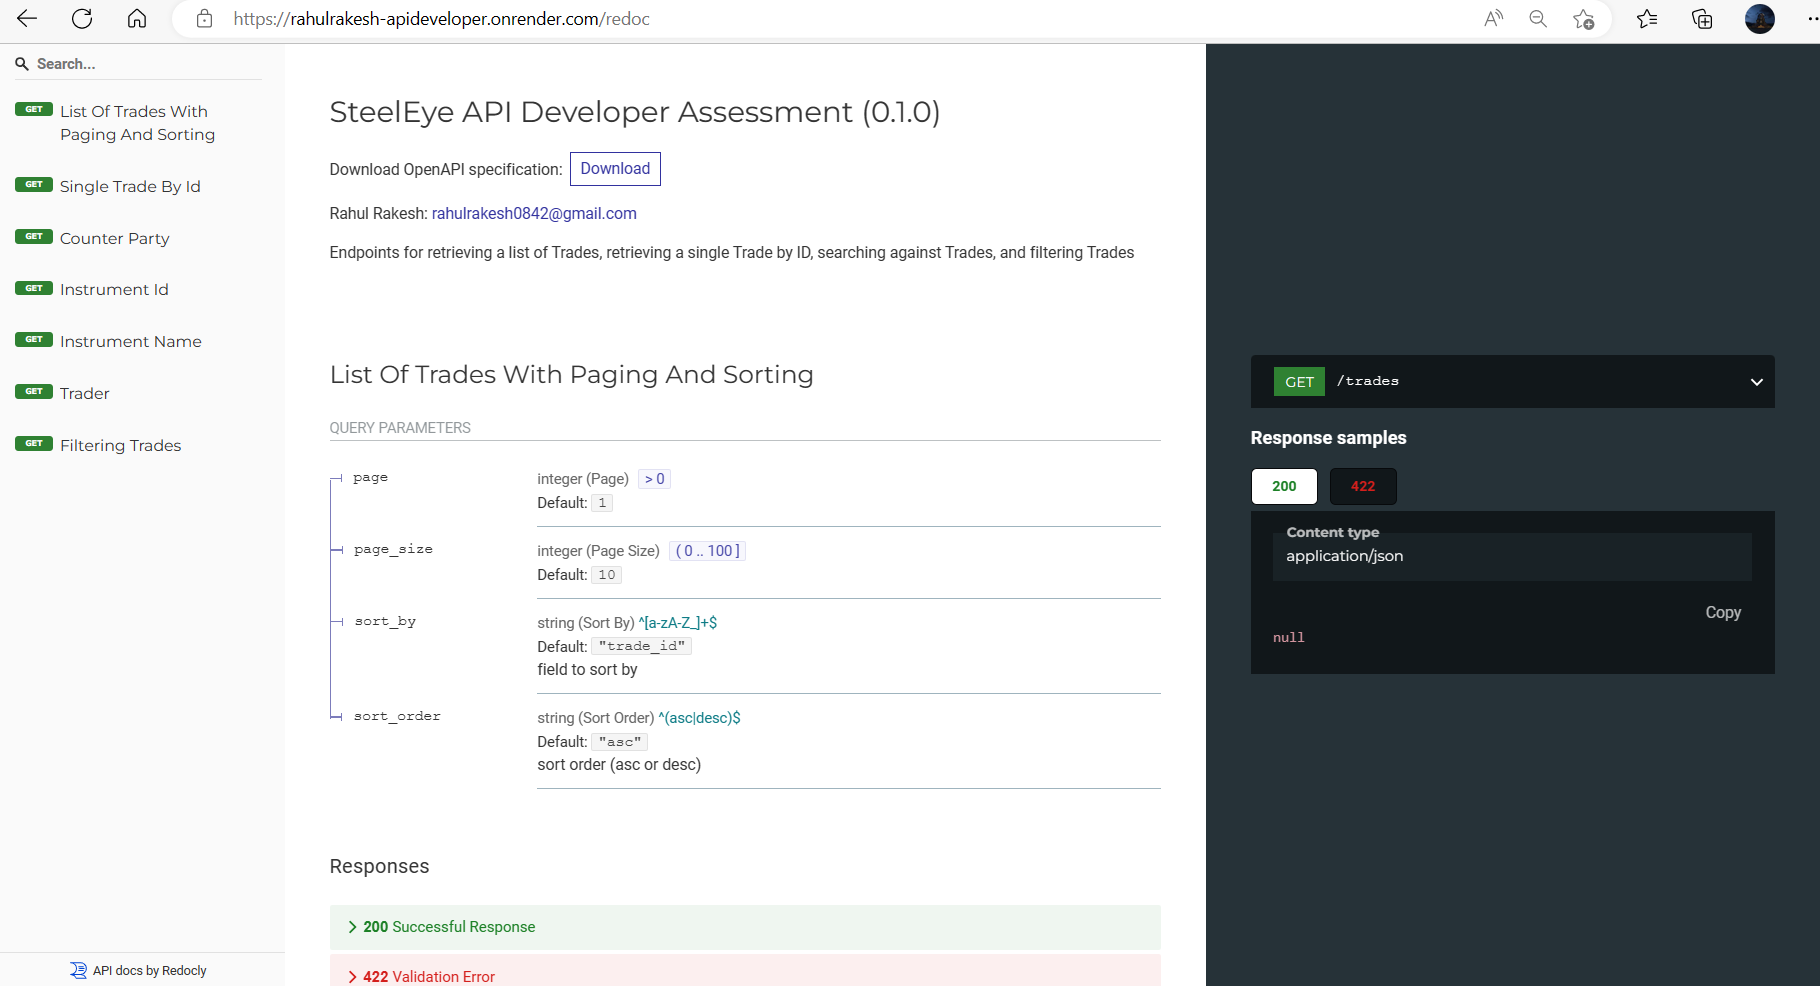 https://rahulrakesh-apideveloper.onrender.com/redoc
Search...
GET List Of Trades With
Paging And Sorting
GET Single Trade By Id
GET Counter Party
GET Instrument Id
GET Instrument Name
GET Trader
GET Filtering Trades
API docs by Redocly
SteelEye API Developer Assessment (0.1.0)
Download OpenAPI specification: Download
Rahul Rakesh: rahulrakesh0842@gmail.com
Endpoints for retrieving a list of Trades, retrieving a single Trade by ID, searching against Trades, and filtering Trades
List Of Trades With Paging And Sorting
QUERY PARAMETERS
page integer (Page) > 0
Default: 1
page_size integer (Page Size) ( 0 .. 100 ]
Default: 10
sort_by string (Sort By) ^[a-zA-Z_]+$
Default: "trade_id"
field to sort by
sort_order string (Sort Order) ^(asc|desc)$
Default: "asc"
sort order (asc or desc)
Responses
200 Successful Response
422 Validation Error
GET /trades
Response samples
200 422
Content type
application/json
Copy
null